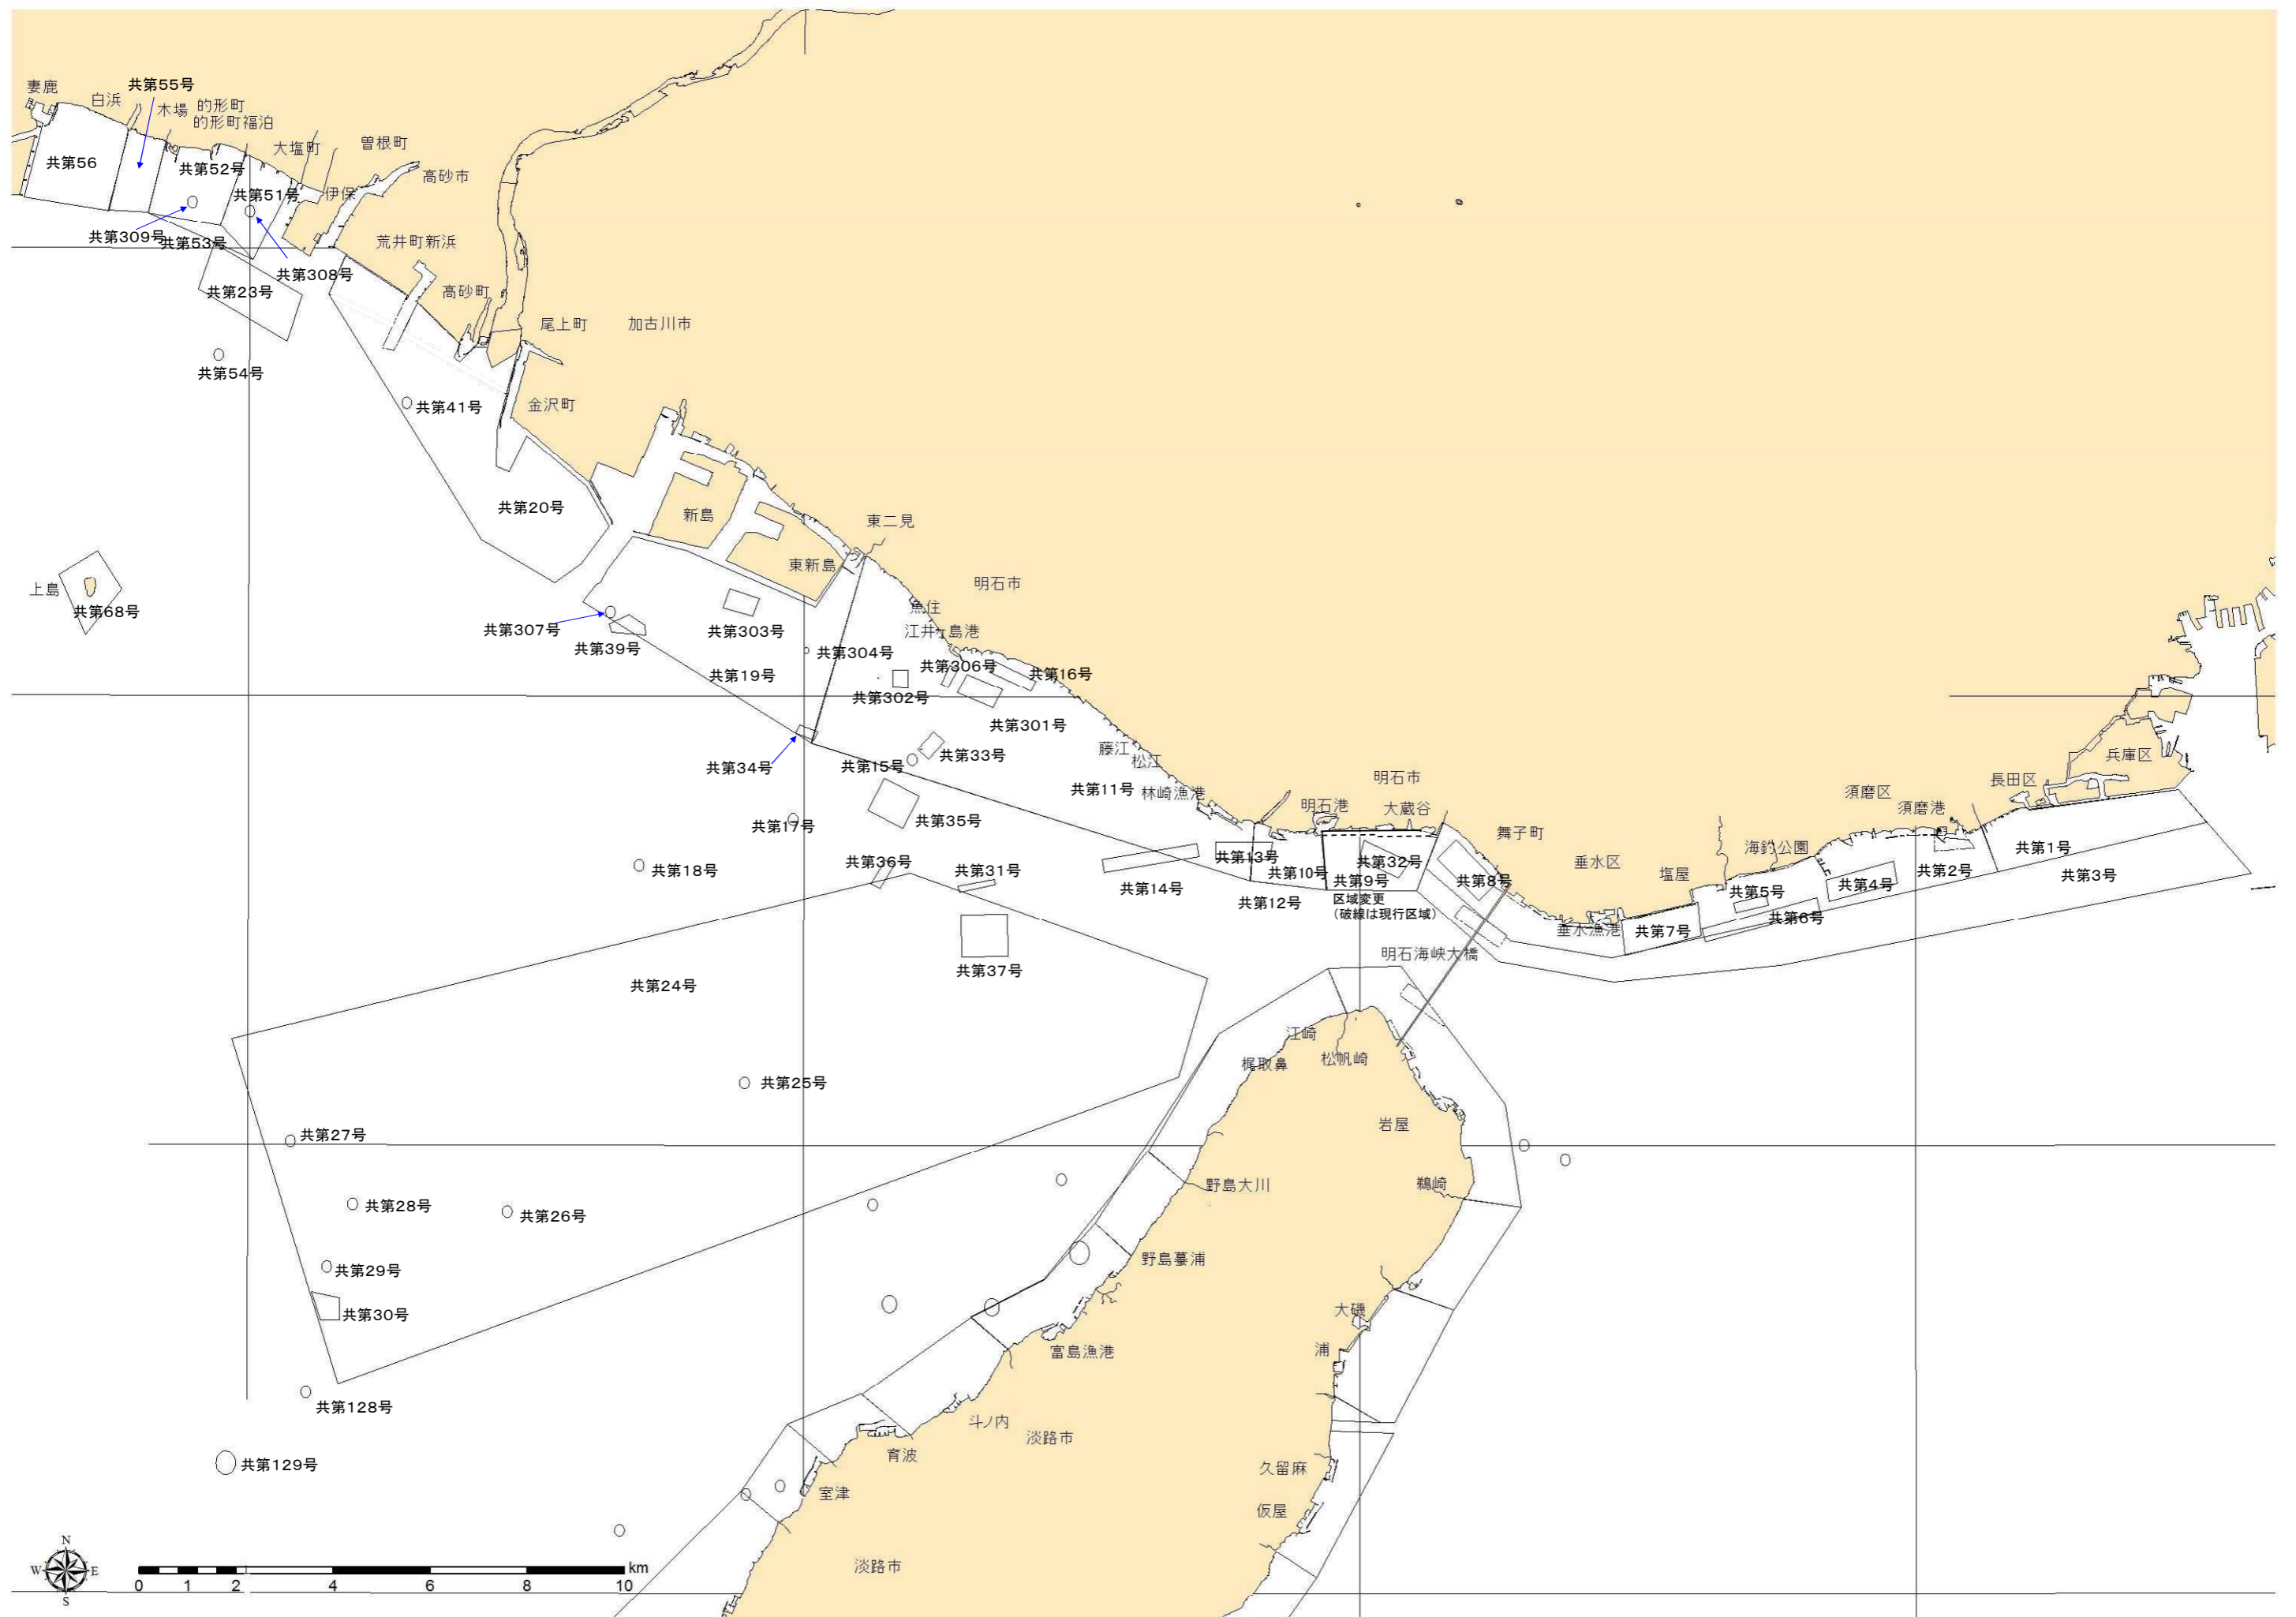 妻鹿
白浜
共第55号
木場
的形町
的形町福泊
大塩町
曽根町
高砂市
共第56
共第52号
共第51号
伊保
共第309号
共第53号
共第308号
共第23号
荒井町新浜
高砂町
尾上町
加古川市
共第54号
共第41号
金沢町
共第20号
新島
東二見
東新島
明石市
上島
共第68号
魚住
江井ヶ島港
共第307号
共第39号
共第303号
共第304号
共第306号
共第16号
共第19号
共第302号
共第301号
共第34号
共第15号
共第33号
藤江
松江
共第11号
林崎漁港
明石市
明石港
大蔵谷
舞子町
垂水区
塩屋
海釣公園
須磨区
須磨港
長田区
兵庫区
共第17号
共第35号
共第18号
共第36号
共第31号
共第14号
共第13号
共第10号
共第32号
共第9号
区域変更
(破線は現行区域)
共第12号
共第8号
垂水漁港
共第7号
共第5号
共第6号
共第4号
共第2号
共第1号
共第3号
共第37号
明石海峡大橋
共第24号
江崎
梶取鼻
松帆崎
共第25号
岩屋
共第27号
共第28号
共第26号
野島大川
鵜崎
共第29号
野島蟇浦
共第30号
大磯
浦
富島漁港
共第128号
斗ノ内
淡路市
育波
共第129号
久留麻
室津
仮屋
淡路市
N
W
E
S
km
0 1 2 4 6 8 10